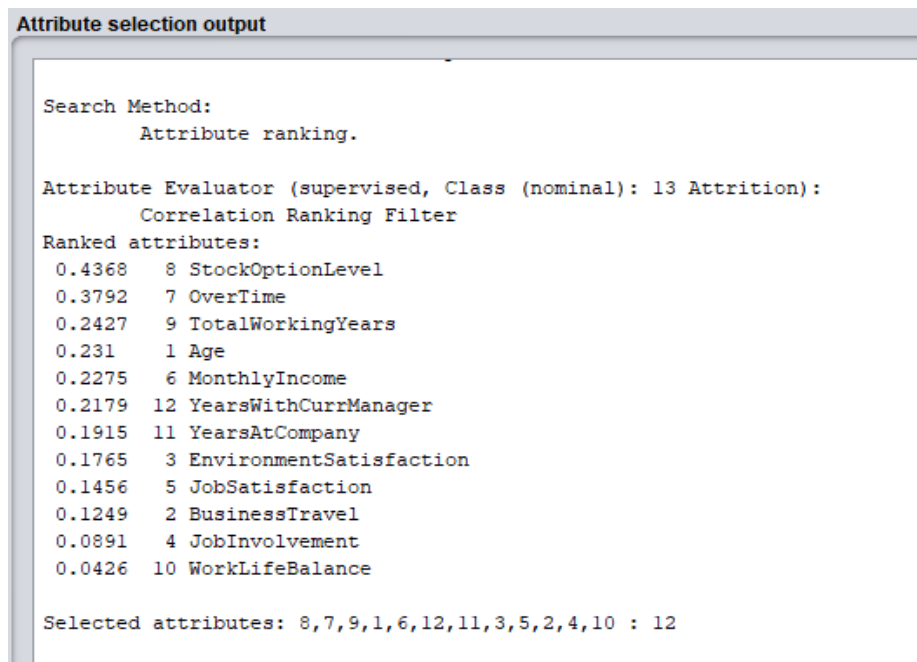 Attribute selection output
Search Method:
Attribute ranking.
Attribute Evaluator (supervised, Class (nominal): 13 Attrition):
Correlation Ranking Filter
Ranked attributes:
0.4368 8 StockOptionLevel
0.3792 7 OverTime
0.2427 9 TotalWorkingYears
0.231 1 Age
0.2275 6 MonthlyIncome
0.2179 12 YearsWithCurrManager
0.1915 11 YearsAtCompany
0.1765 3 EnvironmentSatisfaction
0.1456 5 JobSatisfaction
0.1249 2 BusinessTravel
0.0891 4 JobInvolvement
0.0426 10 WorkLifeBalance
Selected attributes: 8,7,9,1,6,12,11,3,5,2,4,10 : 12